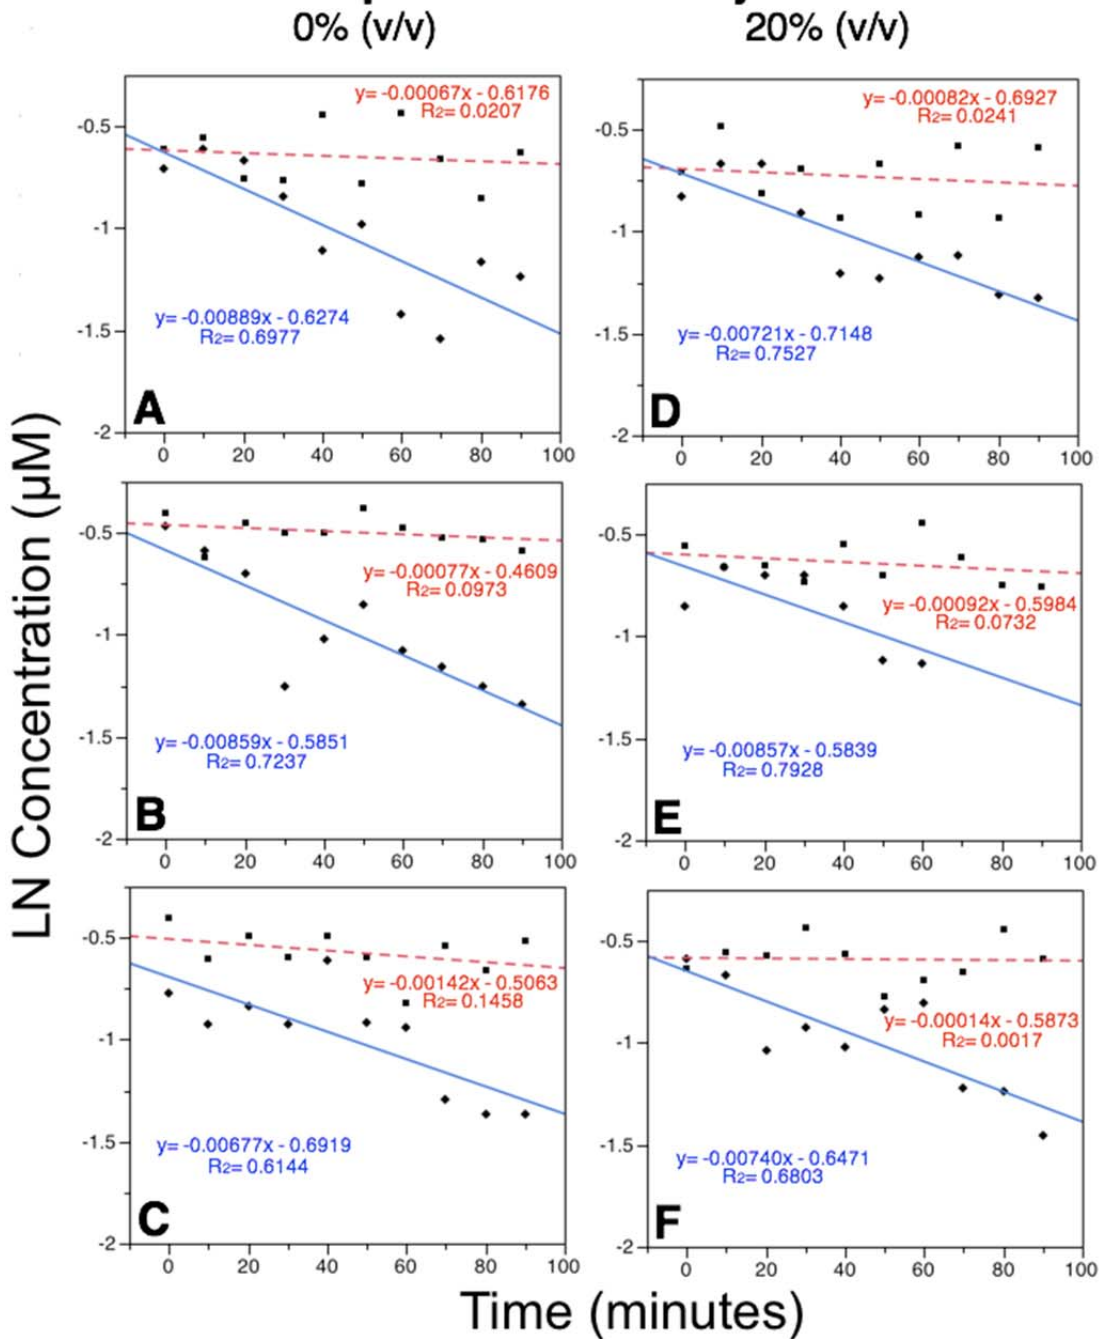 0% (v/v)
20% (v/v)
LN Concentration (µM)
y= -0.00067x - 0.6176
R2= 0.0207
-0.5
-1
y= -0.00889x - 0.6274
R2= 0.6977
-1.5
A
-2
0 20 40 60 80 100
y= -0.00082x - 0.6927
R2= 0.0241
-0.5
-1
y= -0.00721x - 0.7148
R2= 0.7527
-1.5
D
-2
0 20 40 60 80 100
-0.5
y= -0.00077x - 0.4609
R2= 0.0973
-1
-1.5
y= -0.00859x - 0.5851
R2= 0.7237
B
-2
0 20 40 60 80 100
-0.5
y= -0.00092x - 0.5984
R2= 0.0732
-1
-1.5
y= -0.00857x - 0.5839
R2= 0.7928
E
-2
0 20 40 60 80 100
-0.5
y= -0.00142x - 0.5063
R2= 0.1458
-1
-1.5
y= -0.00677x - 0.6919
R2= 0.6144
C
-2
0 20 40 60 80 100
-0.5
y= -0.00014x - 0.5873
R2= 0.0017
-1
-1.5
y= -0.00740x - 0.6471
R2= 0.6803
F
-2
0 20 40 60 80 100
Time (minutes)